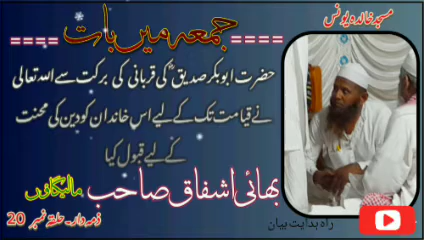 مسجد خالدہ یونس
==== جمعہ میں بات ====
حضرت ابوبکر صدیقؓ کی قربانی کی برکت سے اللہ تعالیٰ
نے قیامت تک کے لیے اس خاندان کو دین کی محنت
کے لیے قبول کیا
بھائی اشفاق صاحب مالیگاؤں
ذمہ دار۔ حلقہ نمبر 20
راہ ہدایت بیان